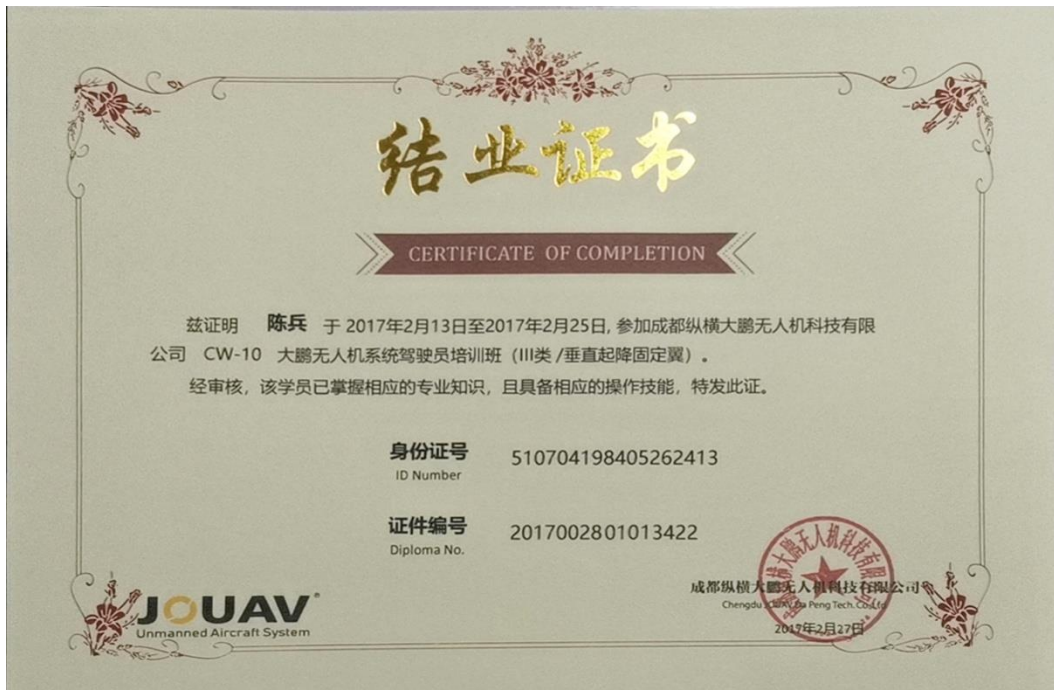 结业证书
CERTIFICATE OF COMPLETION
兹证明 陈兵 于 2017年2月13日至2017年2月25日, 参加成都纵横大鹏无人机科技有限
公司 CW-10 大鹏无人机系统驾驶员培训班（III类 /垂直起降固定翼）。
经审核，该学员已掌握相应的专业知识，且具备相应的操作技能，特发此证。
身份证号 510704198405262413
ID Number
证件编号 2017002801013422
Diploma No.
成都纵横大鹏无人机科技有限公司
Chengdu JOUAV Da Peng Tech. Co.,Ltd
2017年2月27日
JOUAV®
Unmanned Aircraft System